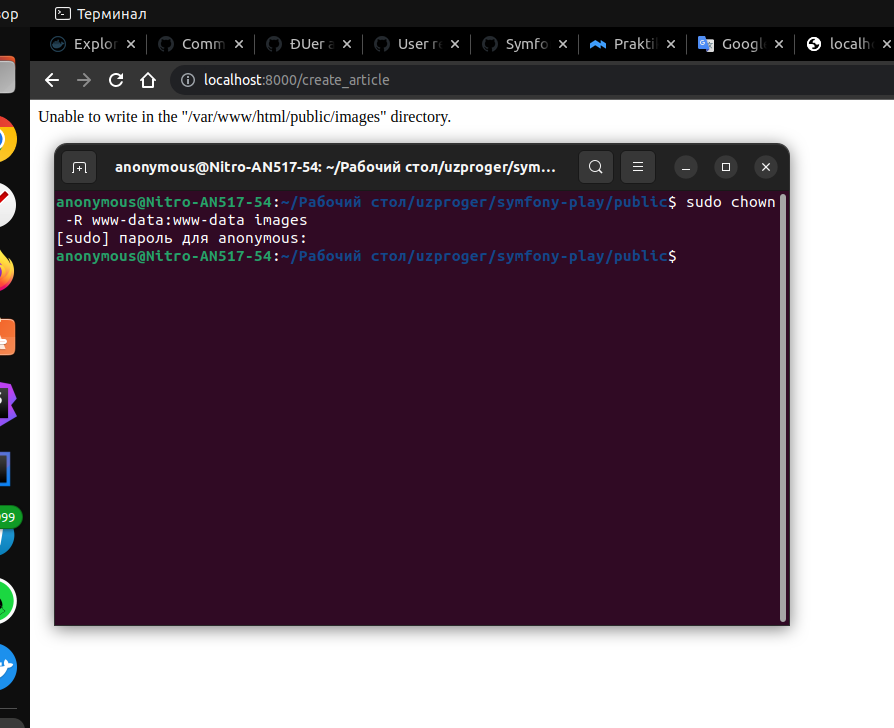 Терминал
Explor
Comm
ĐUer a
User re
Symfo
Prakti
Googl
localh
localhost:8000/create_article
Unable to write in the "/var/www/html/public/images" directory.
anonymous@Nitro-AN517-54: ~/Рабочий стол/uzproger/sym…
anonymous@Nitro-AN517-54:~/Рабочий стол/uzproger/symfony-play/public$ sudo chown
-R www-data:www-data images
[sudo] пароль для anonymous:
anonymous@Nitro-AN517-54:~/Рабочий стол/uzproger/symfony-play/public$
99